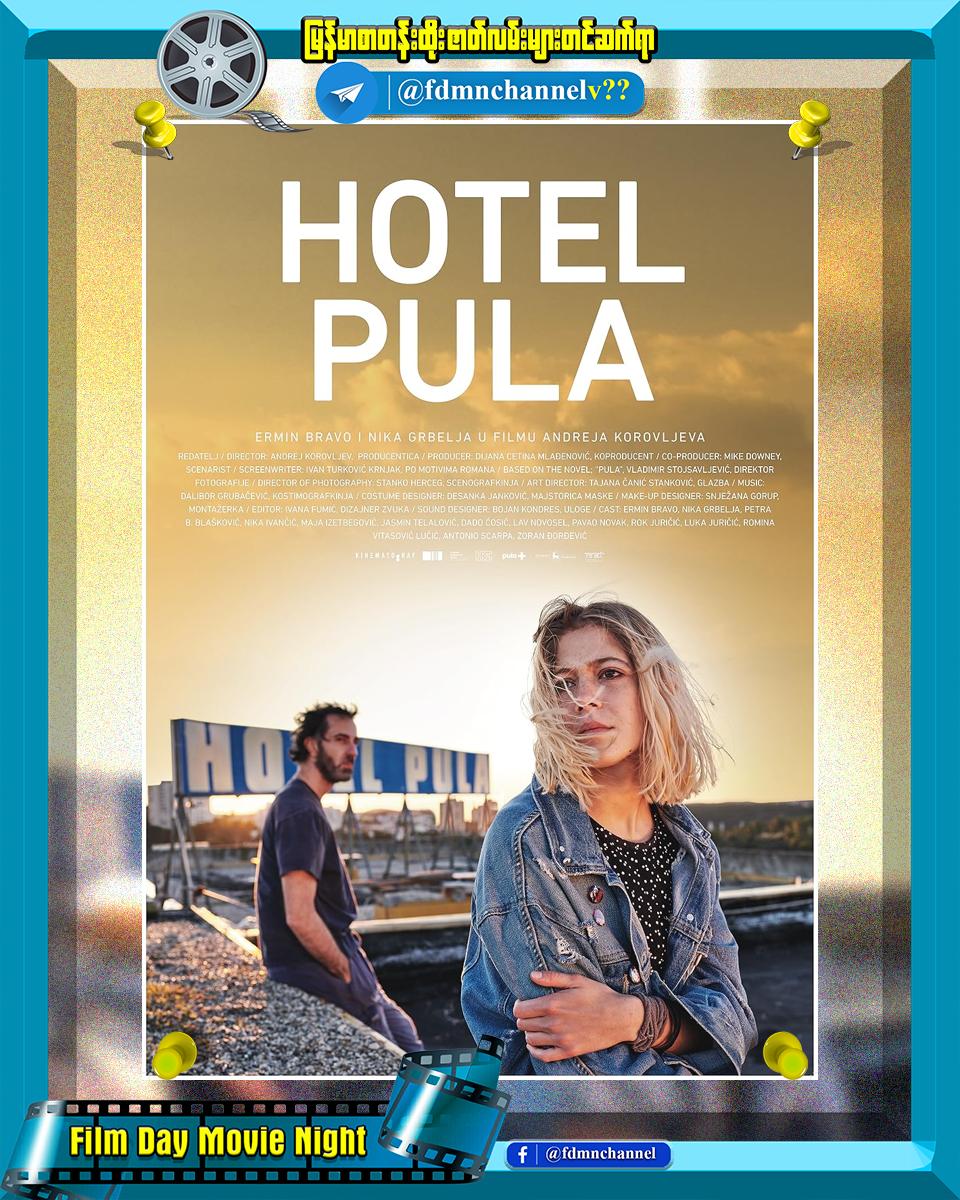 မြန်မာစာတန်းထိုးဇာတ်လမ်းများတင်ဆက်ရာ
@fdmnchannelv??
HOTEL
PULA
ERMIN BRAVO I NIKA GRBELJA U FILMU ANDREJA KOROVLJEVA
REDATELJ / DIRECTOR: ANDREJ KOROVLJEV, PRODUCENTICA / PRODUCER: DIJANA CETINA MLAĐENOVIĆ, KOPRODUCENT / CO-PRODUCER: MIKE DOWNEY,
SCENARIST / SCREENWRITER: IVAN TURKOVIĆ KRNJAK, PO MOTIVIMA ROMANA / BASED ON THE NOVEL; "PULA", VLADIMIR STOJSAVLJEVIĆ, DIREKTOR
FOTOGRAFIJE / DIRECTOR OF PHOTOGRAPHY: STANKO HERCEG, SCENOGRAFKINJA / ART DIRECTOR: TAJANA ČANIĆ STANKOVIĆ, GLAZBA / MUSIC:
DALIBOR GRUBAČEVIĆ, KOSTIMOGRAFKINJA / COSTUME DESIGNER: DESANKA JANKOVIĆ, MAJSTORICA MASKE / MAKE-UP DESIGNER: SNJEŽANA GORUP,
MONTAŽERKA / EDITOR: IVANA FUMIĆ, DIZAJNER ZVUKA / SOUND DESIGNER: BOJAN KONDRES, ULOGE / CAST: ERMIN BRAVO, NIKA GRBELJA, PETRA
B. BLAŠKOVIĆ, NIKA IVANČIĆ, MAJA IZETBEGOVIĆ, JASMIN TELALOVIĆ, DADO ĆOSIĆ, LAV NOVOSEL, PAVAO NOVAK, ROK JURIČIĆ, LUKA JURIČIĆ, ROMINA
VITASOVIĆ LUČIĆ, ANTONIO SCARPA, ZORAN ĐORĐEVIĆ
KINEMATOGRAF pula+
HOTEL PULA
Film Day Movie Night
@fdmnchannel